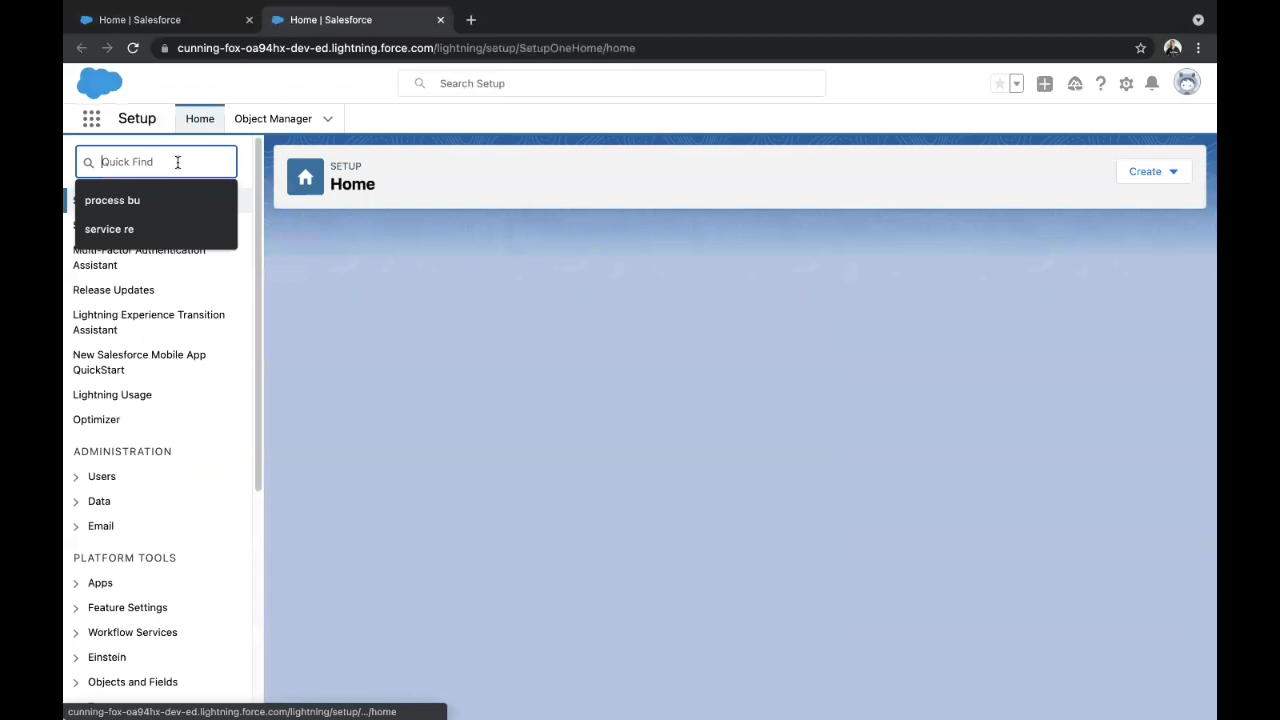 Home | Salesforce
Home | Salesforce
cunning-fox-oa94hx-dev-ed.lightning.force.com/lightning/setup/SetupOneHome/home
Search Setup
Setup
Home
Object Manager
Quick Find
process bu
service re
Multi-Factor Authentication
Assistant
Release Updates
Lightning Experience Transition
Assistant
New Salesforce Mobile App
QuickStart
Lightning Usage
Optimizer
ADMINISTRATION
Users
Data
Email
PLATFORM TOOLS
Apps
Feature Settings
Workflow Services
Einstein
Objects and Fields
SETUP
Home
Create
cunning-fox-oa94hx-dev-ed.lightning.force.com/lightning/setup/.../home